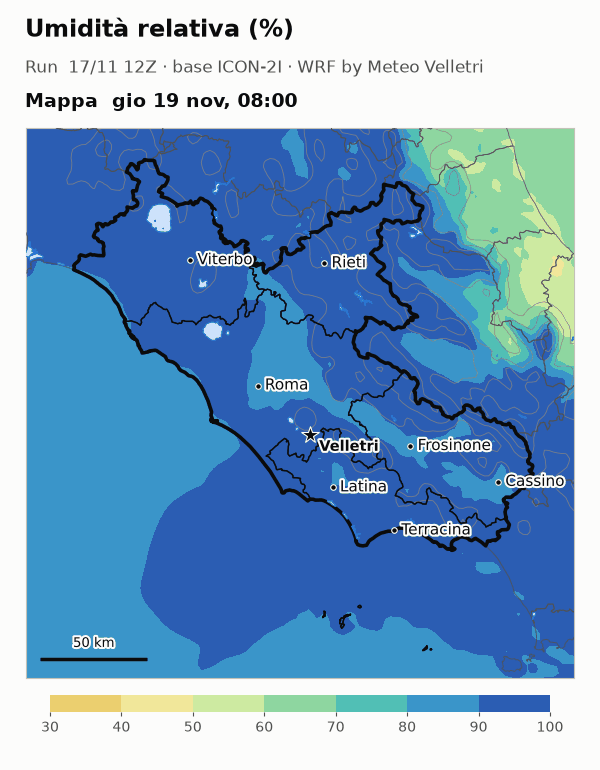 Umidità relativa (%)
Run  17/11 12Z · base ICON-2I · WRF by Meteo Velletri
Mappa  gio 19 nov, 08:00
Viterbo
Rieti
Roma
Velletri
Frosinone
Cassino
Latina
Terracina
50 km
30 40 50 60 70 80 90 100